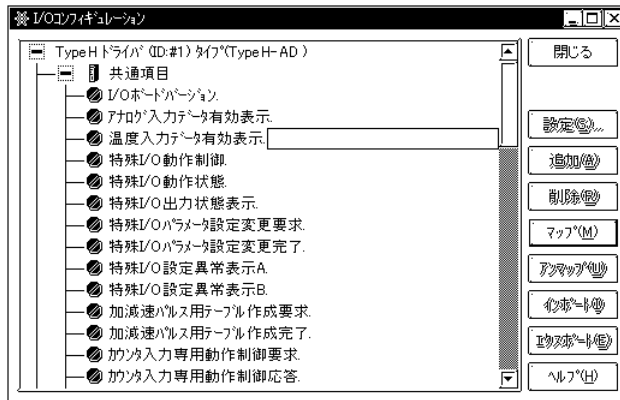 I/Oｺﾝﾌｨｷﾞｭﾚｰｼｮﾝ
TypeHﾄﾞﾗｲﾊﾞ(ID:#1)ﾀｲﾌﾟ(TypeH-AD)
共通項目
I/Oﾎﾞｰﾄﾞﾊﾞｰｼﾞｮﾝ.
ｱﾅﾛｸﾞ入力ﾃﾞｰﾀ有効表示.
温度入力ﾃﾞｰﾀ有効表示.
特殊I/O動作制御.
特殊I/O動作状態.
特殊I/O出力状態表示.
特殊I/Oﾊﾟﾗﾒｰﾀ設定変更要求.
特殊I/Oﾊﾟﾗﾒｰﾀ設定変更完了.
特殊I/O設定異常表示A.
特殊I/O設定異常表示B.
加減速ﾊﾟﾙｽ用ﾃｰﾌﾞﾙ作成要求.
加減速ﾊﾟﾙｽ用ﾃｰﾌﾞﾙ作成完了.
ｶｳﾝﾀ入力専用動作制御要求.
ｶｳﾝﾀ入力専用動作制御応答.
閉じる
設定(S)...
追加(A)
削除(R)
ﾏｯﾌﾟ(M)
ｱﾝﾏｯﾌﾟ(U)
ｲﾝﾎﾟｰﾄ(I)
ｴｸｽﾎﾟｰﾄ(E)
ﾍﾙﾌﾟ(H)